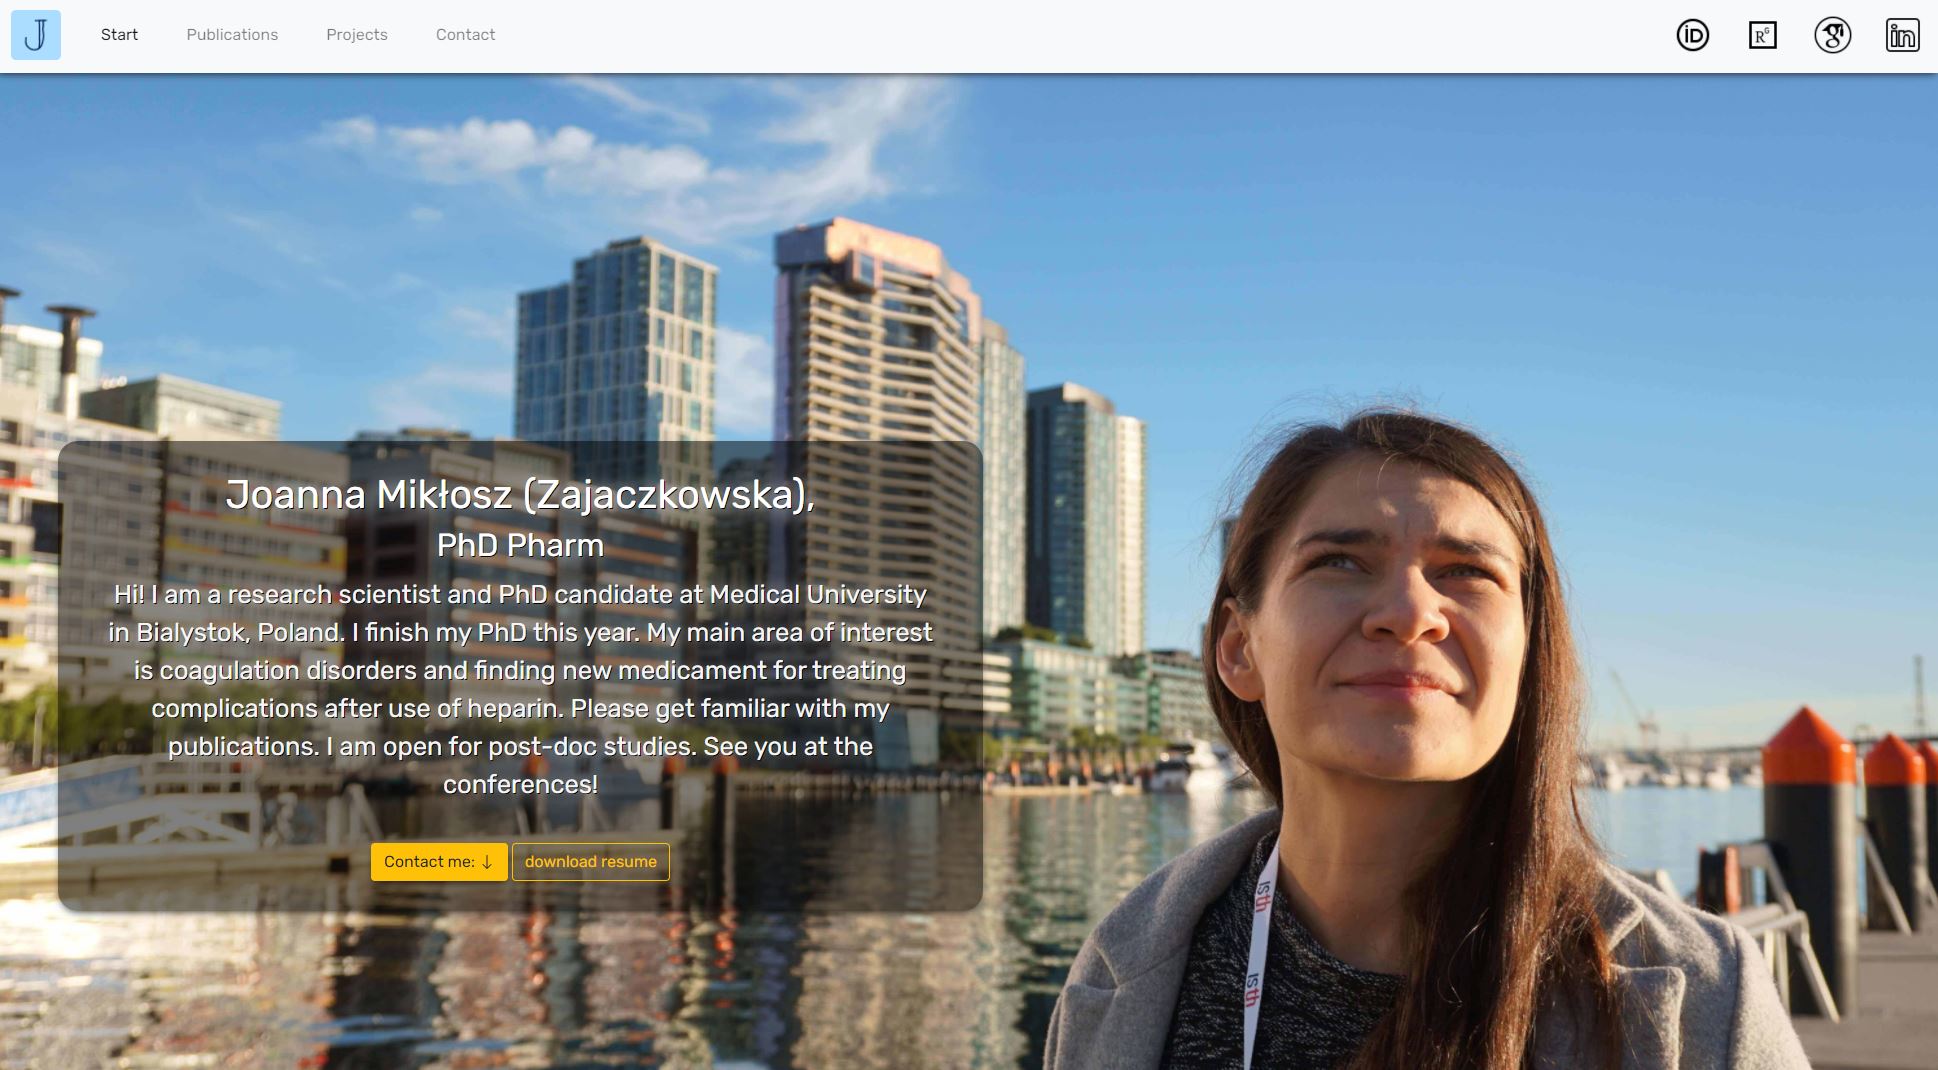 J
Start Publications Projects Contact
iD RG g in
Joanna Mikłosz (Zajaczkowska),
PhD Pharm
Hi! I am a research scientist and PhD candidate at Medical University
in Bialystok, Poland. I finish my PhD this year. My main area of interest
is coagulation disorders and finding new medicament for treating
complications after use of heparin. Please get familiar with my
publications. I am open for post-doc studies. See you at the
conferences!
Contact me: ↓ download resume
isth
isth